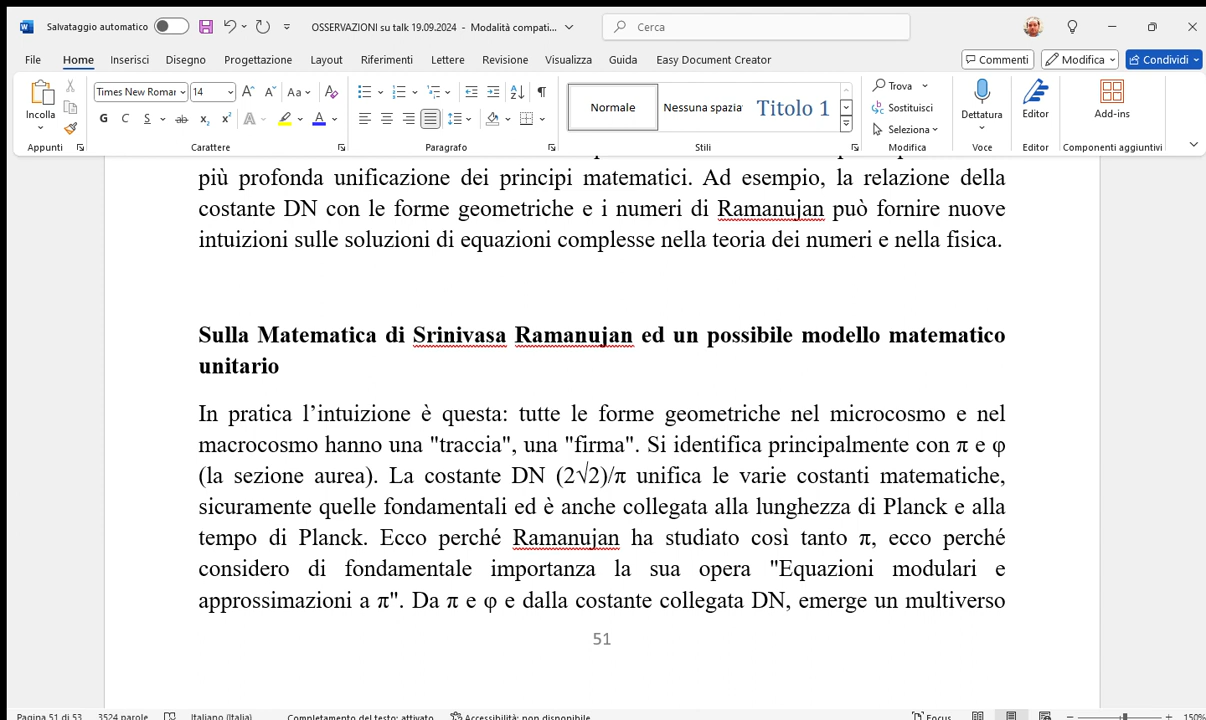 Salvataggio automatico OSSERVAZIONI su talk 19.09.2024 - Modalità compati... Cerca
File Home Inserisci Disegno Progettazione Layout Riferimenti Lettere Revisione Visualizza Guida Easy Document Creator Commenti Modifica Condividi
Incolla Times New Roman 14 Aa Normale Nessuna spazia Titolo 1 Trova Sostituisci Seleziona Dettatura Editor Add-ins
G C S ab x₂ x² A A
Appunti Carattere Paragrafo Stili Modifica Voce Editor Componenti aggiuntivi
più profonda unificazione dei principi matematici. Ad esempio, la relazione della
costante DN con le forme geometriche e i numeri di Ramanujan può fornire nuove
intuizioni sulle soluzioni di equazioni complesse nella teoria dei numeri e nella fisica.
Sulla Matematica di Srinivasa Ramanujan ed un possibile modello matematico
unitario
In pratica l’intuizione è questa: tutte le forme geometriche nel microcosmo e nel
macrocosmo hanno una "traccia", una "firma". Si identifica principalmente con π e φ
(la sezione aurea). La costante DN (2√2)/π unifica le varie costanti matematiche,
sicuramente quelle fondamentali ed è anche collegata alla lunghezza di Planck e alla
tempo di Planck. Ecco perché Ramanujan ha studiato così tanto π, ecco perché
considero di fondamentale importanza la sua opera "Equazioni modulari e
approssimazioni a π". Da π e φ e dalla costante collegata DN, emerge un multiverso
51
Pagina 51 di 53 3524 parole Italiano (Italia) Completamento del testo: attivato Accessibilità: non disponibile Focus 150%